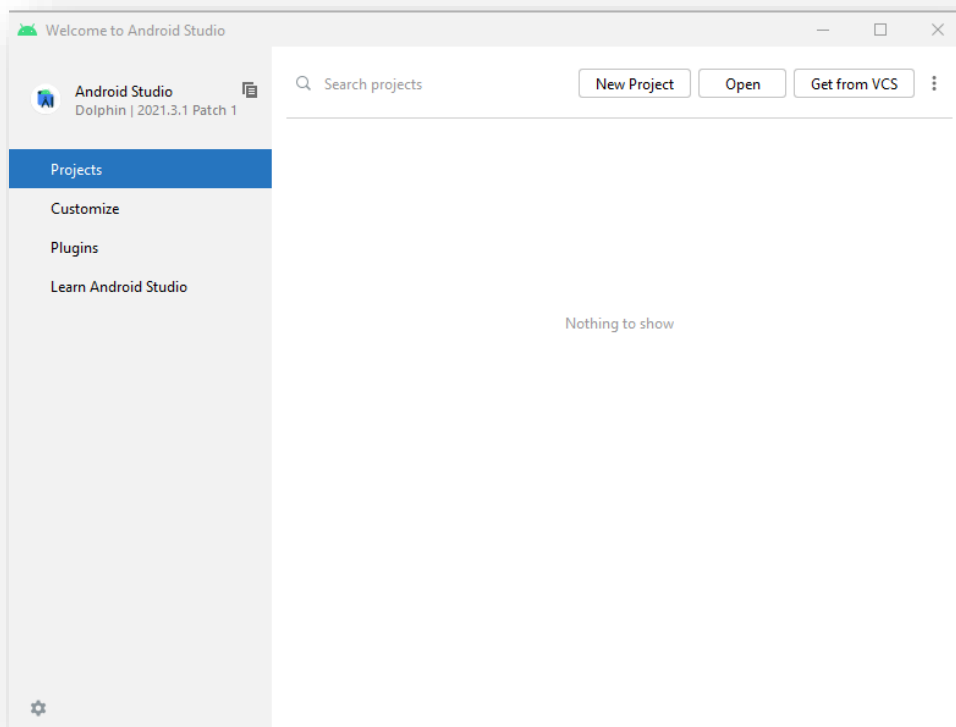 Welcome to Android Studio
Android Studio
Dolphin | 2021.3.1 Patch 1
Search projects
New Project
Open
Get from VCS
Projects
Customize
Plugins
Learn Android Studio
Nothing to show